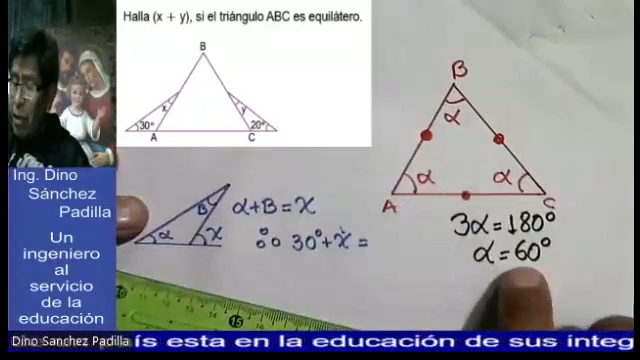 Halla (x + y), si el triángulo ABC es equilátero.
B
x
y
30°
20°
A
C
Ing. Dino
Sánchez
Padilla
Un
ingeniero
al
servicio
de la
educación
Dino Sanchez Padilla
ís esta en la educación de sus integ
B
α
α
α
A
C
3α=180°
α=60°
B
α
x
α+B=x
∴ 30°+x=
15